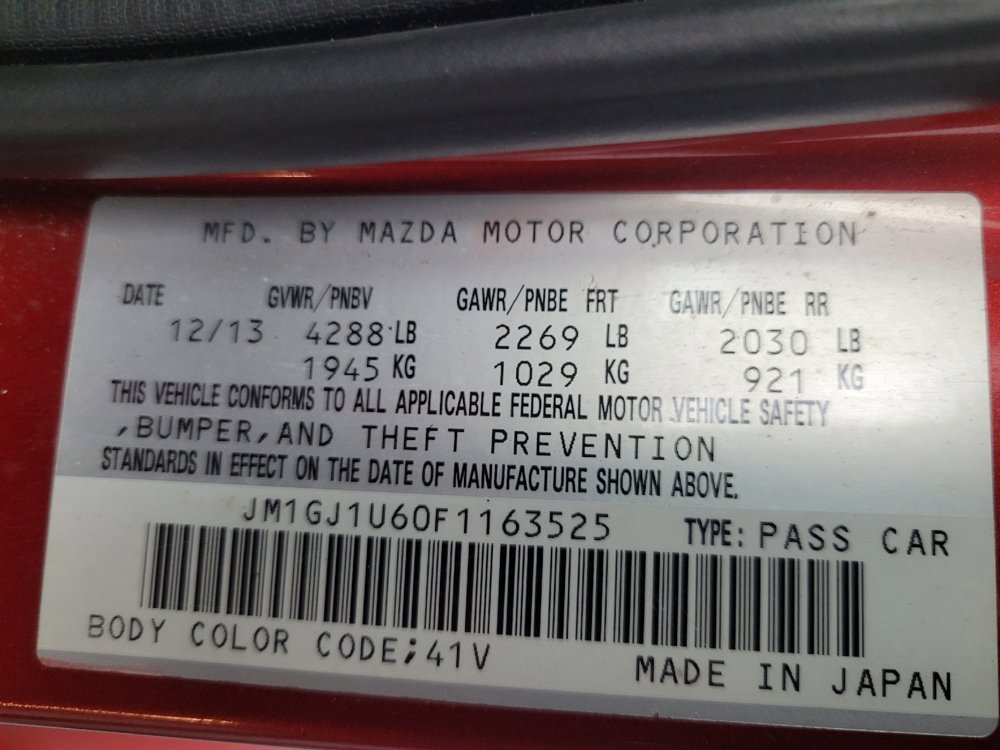 MFD. BY MAZDA MOTOR CORPORATION
DATE GVWR/PNBV GAWR/PNBE FRT GAWR/PNBE RR
12/13 4288 LB 2269 LB 2030 LB
1945 KG 1029 KG 921 KG
THIS VEHICLE CONFORMS TO ALL APPLICABLE FEDERAL MOTOR VEHICLE SAFETY
,BUMPER,AND THEFT PREVENTION
STANDARDS IN EFFECT ON THE DATE OF MANUFACTURE SHOWN ABOVE.
JM1GJ1U60F1163525 TYPE: PASS CAR
BODY COLOR CODE;41V
MADE IN JAPAN